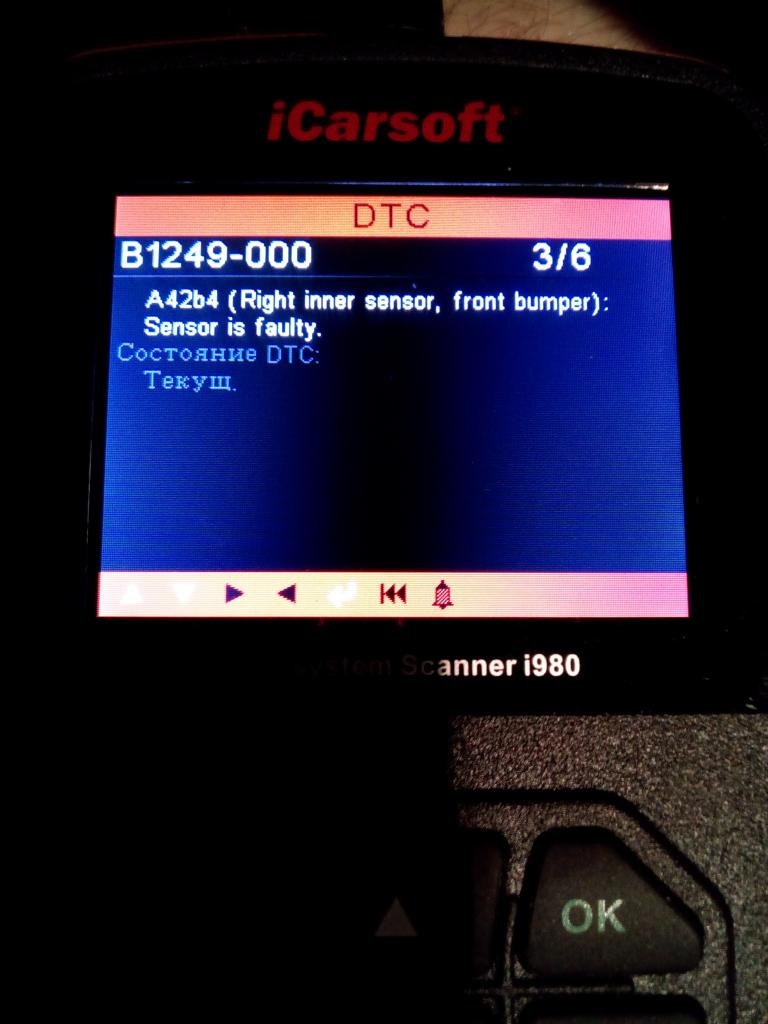 iCarsoft
DTC
B1249-000 3/6
A42b4 (Right inner sensor, front bumper):
Sensor is faulty.
Состояние DTC:
Текущ.
system Scanner i980
OK